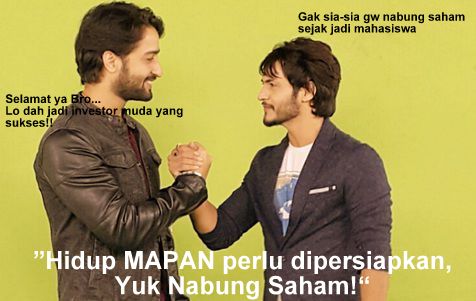 Gak sia-sia gw nabung saham
sejak jadi mahasiswa
Selamat ya Bro...
Lo dah jadi investor muda yang
sukses!!
”Hidup MAPAN perlu dipersiapkan,
Yuk Nabung Saham!“